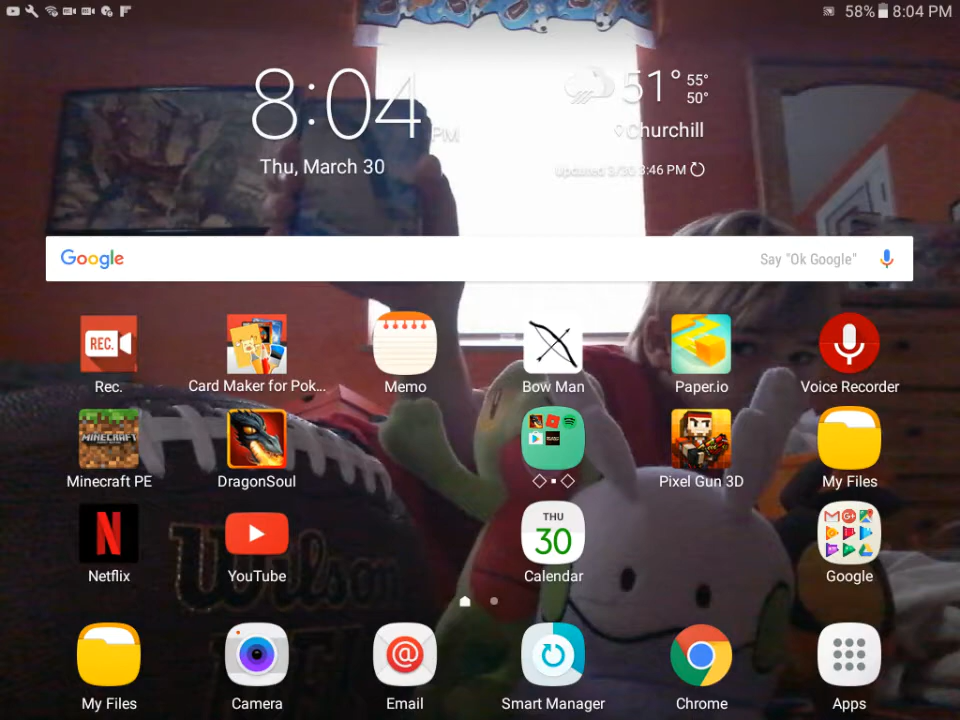 58% 8:04 PM
8:04 PM
51° 55°
50°
Thu, March 30
Churchill
updated 3/30 3:46 PM
Google Say "Ok Google"
REC.
Rec. Card Maker for Pok... Memo Bow Man Paper.io Voice Recorder
MINECRAFT
Minecraft PE DragonSoul Pixel Gun 3D My Files
THU
30
Netflix YouTube Calendar Google
Wilson
My Files Camera Email Smart Manager Chrome Apps